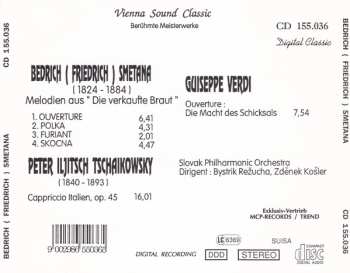 Vienna Sound Classic
Berühmte Meisterwerke
CD 155.036
Digital Classic
BEDRICH ( FRIEDRICH ) SMETANA
(1824 - 1884)
Melodien aus " Die verkaufte Braut "
1. OUVERTURE 6,41
2. POLKA 4,31
3. FURIANT 2,01
4. SKOCNA 4,47
PETER ILJITSCH TSCHAIKOWSKY
(1840 - 1893)
Capriccio Italien, op. 45 16,01
GUISEPPE VERDI
Ouverture :
Die Macht des Schicksals 7,54
Slovak Philharmonic Orchestra
Dirigent : Bystrik Režucha, Zdének Košler
Exklusiv-Vertrieb
MCP-RECORDS / TREND
DIGITAL RECORDING
DDD
STEREO
LC 6369
SUISA
COMPACT
disc
DIGITAL AUDIO
BEDRICH ( FRIEDRICH ) SMETANA CD 155.036
BEDRICH ( FRIEDRICH ) SMETANA CD 155.036